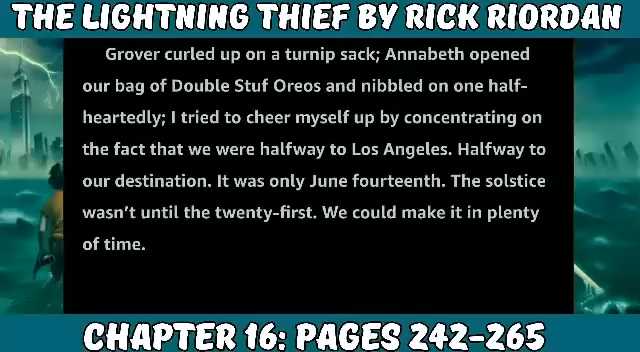 THE LIGHTNING THIEF BY RICK RIORDAN
Grover curled up on a turnip sack; Annabeth opened
our bag of Double Stuf Oreos and nibbled on one half-
heartedly; I tried to cheer myself up by concentrating on
the fact that we were halfway to Los Angeles. Halfway to
our destination. It was only June fourteenth. The solstice
wasn't until the twenty-first. We could make it in plenty
of time.
CHAPTER 16: PAGES 242-265